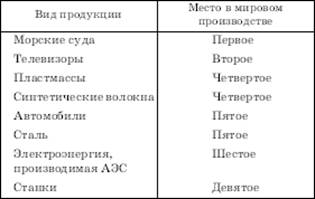 Вид продукции Место в мировом
производстве
Морские суда Первое
Телевизоры Второе
Пластмассы Четвертое
Синтетические волокна Четвертое
Автомобили Пятое
Сталь Пятое
Электроэнергия, Шестое
производимая АЭС
Станки Девятое